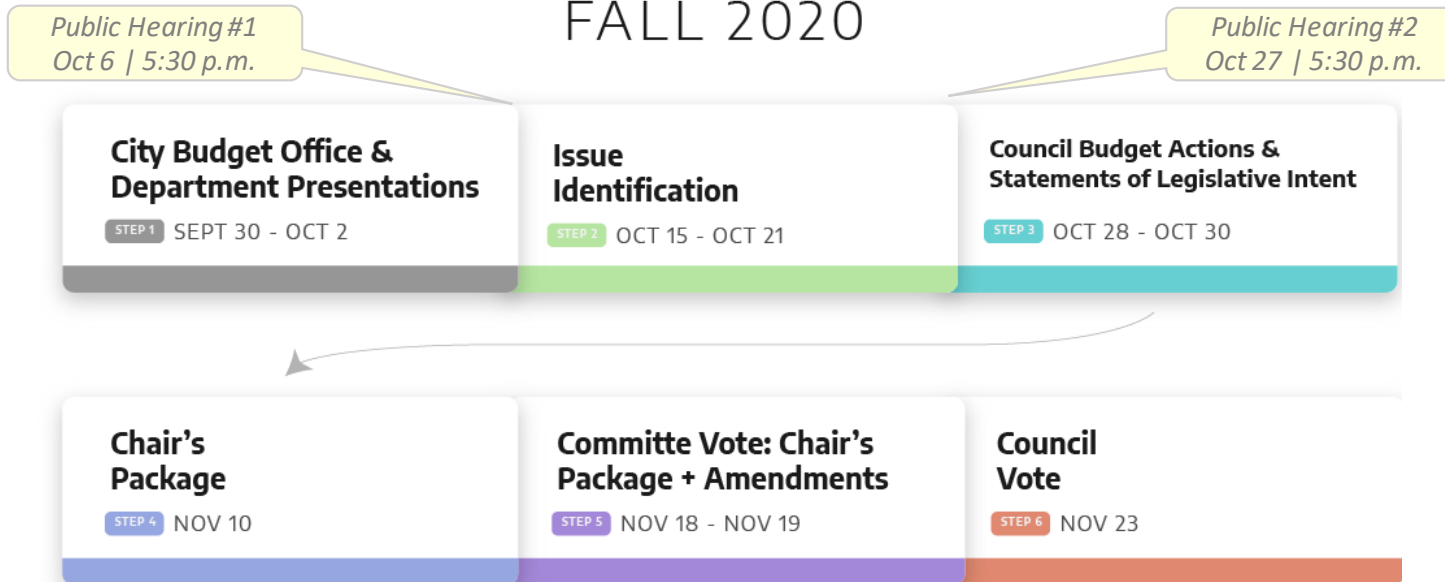 FALL 2020
Public Hearing #1
Oct 6 | 5:30 p.m.
Public Hearing #2
Oct 27 | 5:30 p.m.
City Budget Office &
Department Presentations
STEP 1 SEPT 30 - OCT 2
Issue
Identification
STEP 2 OCT 15 - OCT 21
Council Budget Actions &
Statements of Legislative Intent
STEP 3 OCT 28 - OCT 30
Chair’s
Package
STEP 4 NOV 10
Committe Vote: Chair’s
Package + Amendments
STEP 5 NOV 18 - NOV 19
Council
Vote
STEP 6 NOV 23